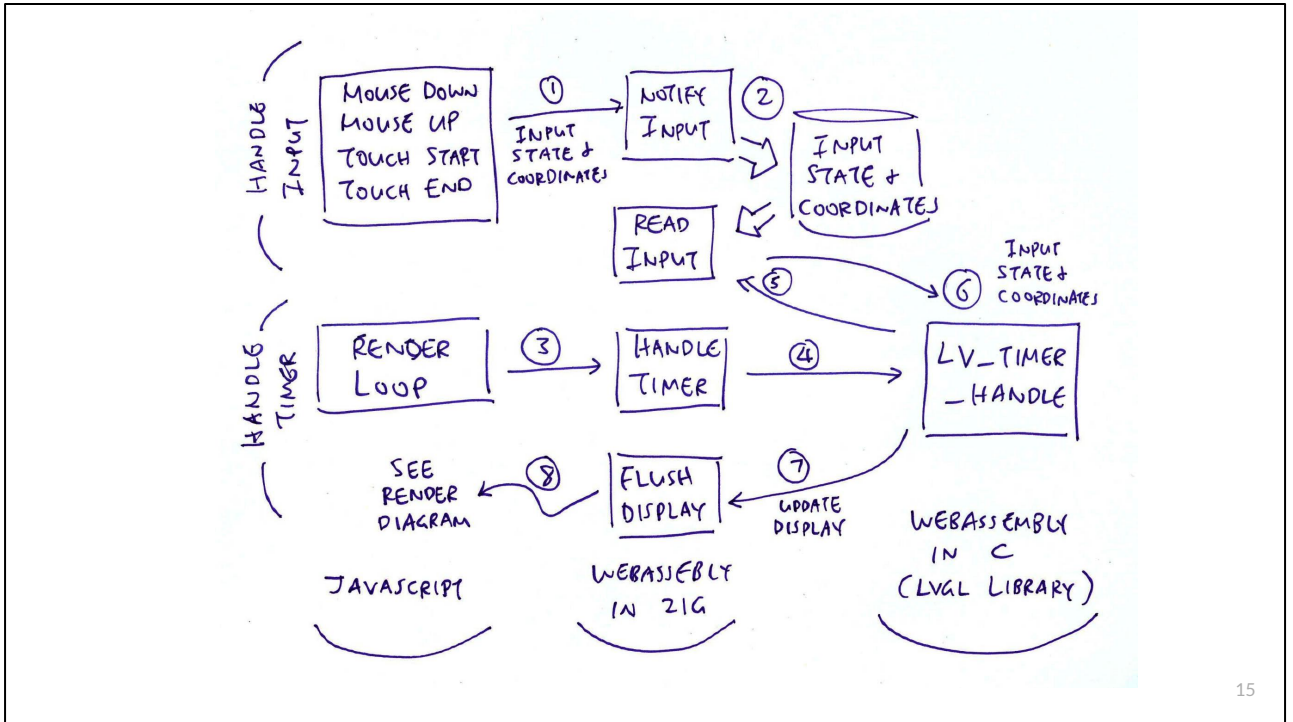 HANDLE
INPUT
MOUSE DOWN
MOUSE UP
TOUCH START
TOUCH END
1
INPUT
STATE &
COORDINATES
NOTIFY
INPUT
2
INPUT
STATE &
COORDINATES
READ
INPUT
5
6
INPUT
STATE &
COORDINATES
HANDLE
TIMER
RENDER
LOOP
3
HANDLE
TIMER
4
LV_TIMER
_HANDLE
SEE
RENDER
DIAGRAM
8
FLUSH
DISPLAY
7
UPDATE
DISPLAY
JAVASCRIPT
WEBASSEBLY
IN ZIG
WEBASSEMBLY
IN C
(LVGL LIBRARY)
15